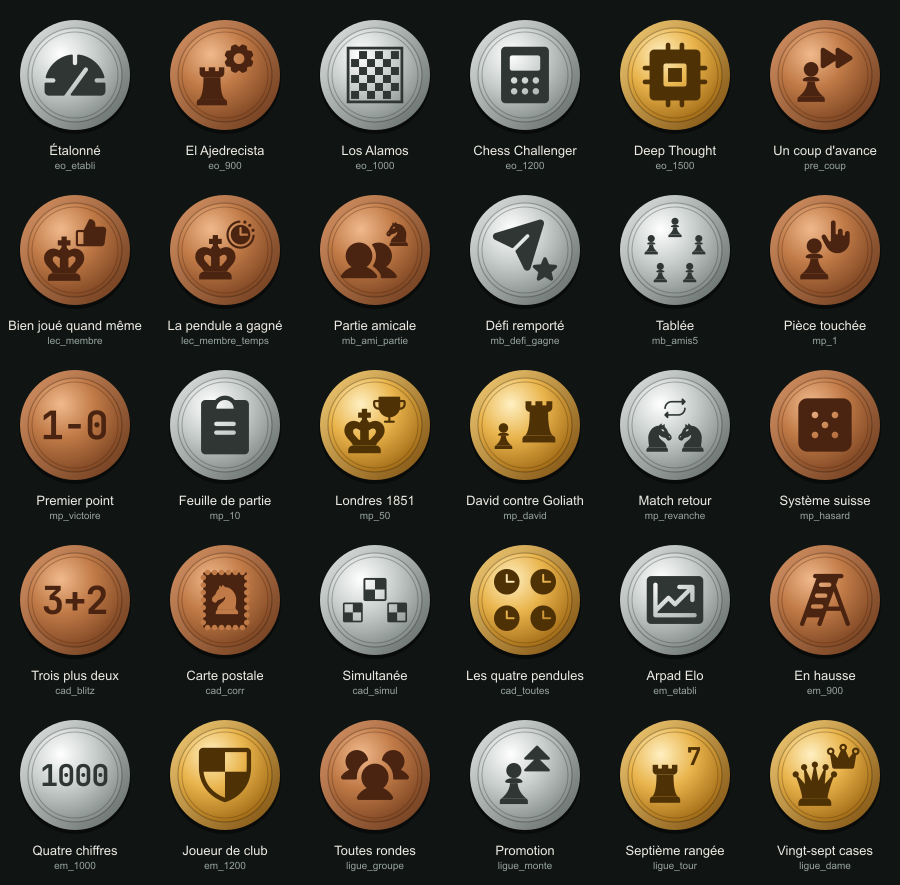 Étalonné
eo_etabli
El Ajedrecista
eo_900
Los Alamos
eo_1000
Chess Challenger
eo_1200
Deep Thought
eo_1500
Un coup d'avance
pre_coup
Bien joué quand même
lec_membre
La pendule a gagné
lec_membre_temps
Partie amicale
mb_ami_partie
Défi remporté
mb_defi_gagne
Tablée
mb_amis5
Pièce touchée
mp_1
1-0
Premier point
mp_victoire
Feuille de partie
mp_10
Londres 1851
mp_50
David contre Goliath
mp_david
Match retour
mp_revanche
Système suisse
mp_hasard
3+2
Trois plus deux
cad_blitz
Carte postale
cad_corr
Simultanée
cad_simul
Les quatre pendules
cad_toutes
Arpad Elo
em_etabli
En hausse
em_900
1000
Quatre chiffres
em_1000
Joueur de club
em_1200
Toutes rondes
ligue_groupe
Promotion
ligue_monte
7
Septième rangée
ligue_tour
Vingt-sept cases
ligue_dame